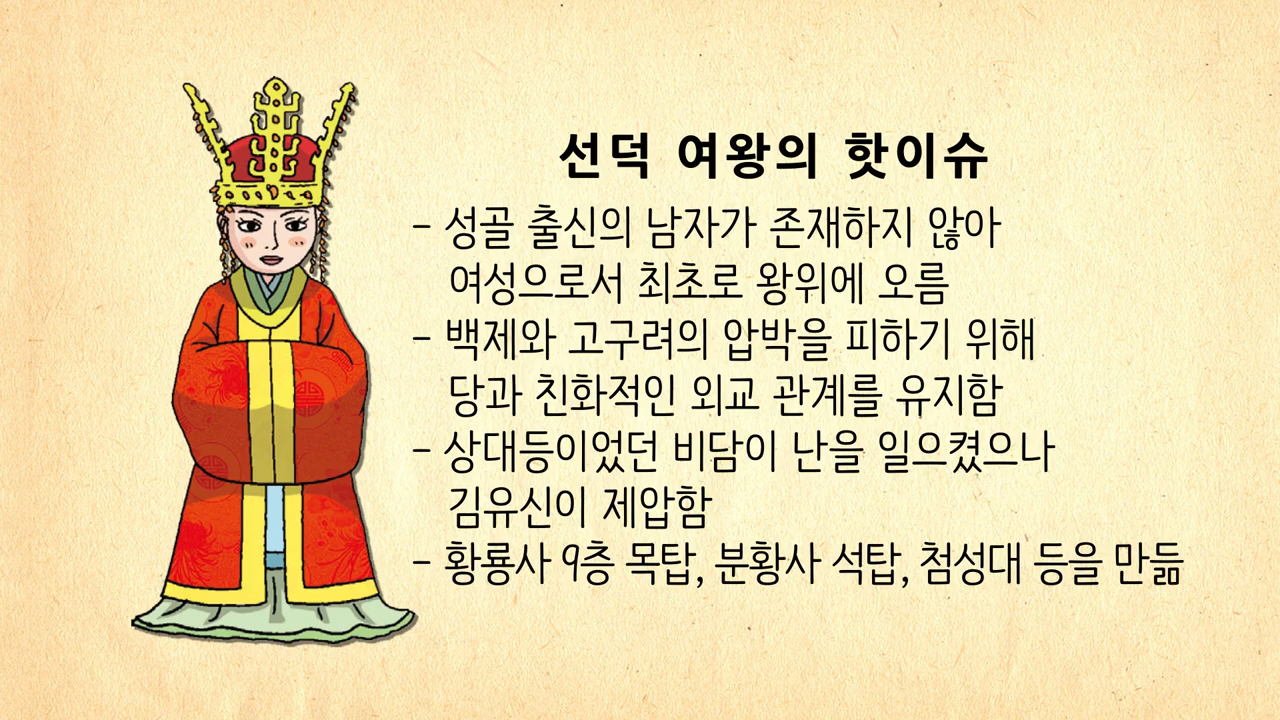 선덕 여왕의 핫이슈
- 성골 출신의 남자가 존재하지 않아
여성으로서 최초로 왕위에 오름
- 백제와 고구려의 압박을 피하기 위해
당과 친화적인 외교 관계를 유지함
- 상대등이었던 비담이 난을 일으켰으나
김유신이 제압함
- 황룡사 9층 목탑, 분황사 석탑, 첨성대 등을 만듦